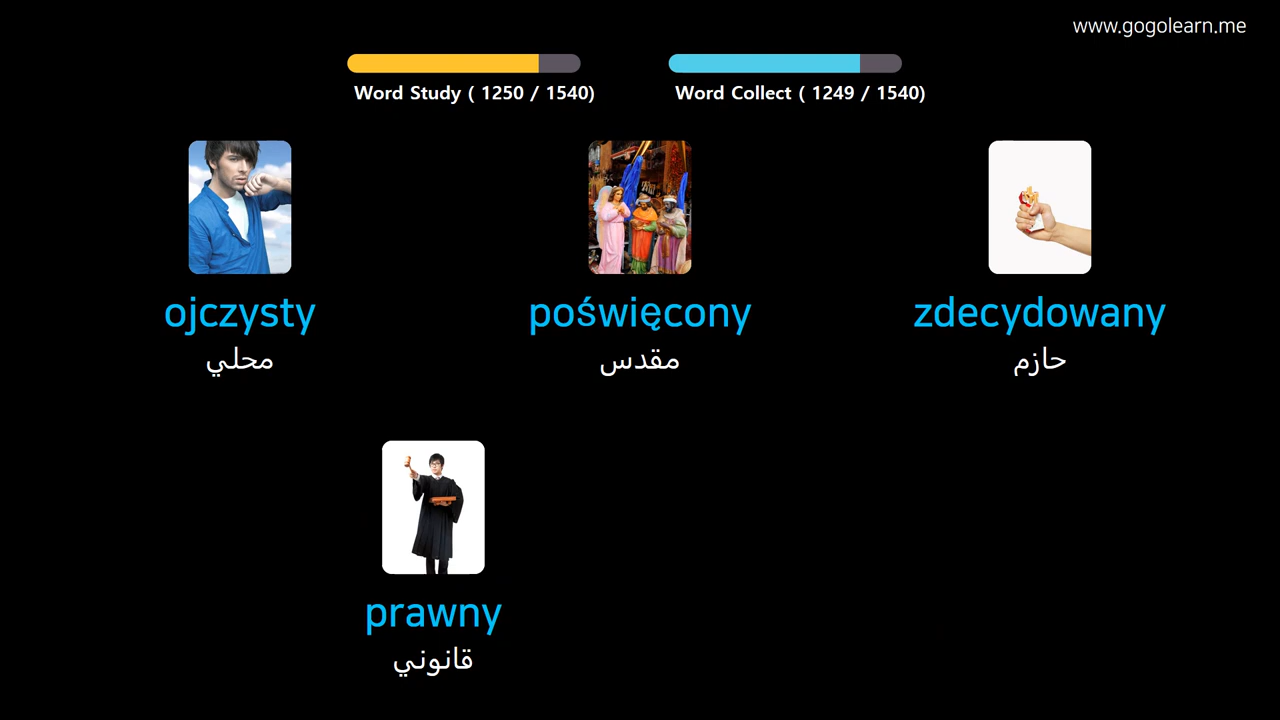 www.gogolearn.me
Word Study ( 1250 / 1540)
Word Collect ( 1249 / 1540)
ojczysty
محلي
poświęcony
مقدس
zdecydowany
حازم
prawny
قانوني